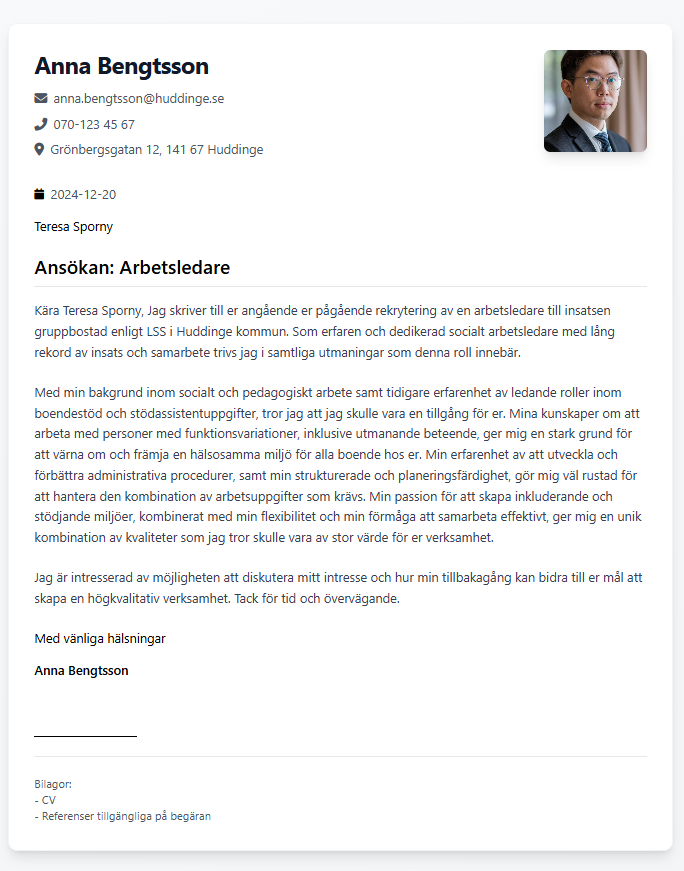 Anna Bengtsson
anna.bengtsson@huddinge.se
070-123 45 67
Grönbergsgatan 12, 141 67 Huddinge
2024-12-20
Teresa Sporny
Ansökan: Arbetsledare
Kära Teresa Sporny, Jag skriver till er angående er pågående rekrytering av en arbetsledare till insatsen
gruppbostad enligt LSS i Huddinge kommun. Som erfaren och dedikerad socialt arbetsledare med lång
rekord av insats och samarbete trivs jag i samtliga utmaningar som denna roll innebär.
Med min bakgrund inom socialt och pedagogiskt arbete samt tidigare erfarenhet av ledande roller inom
boendestöd och stödassistentuppgifter, tror jag att jag skulle vara en tillgång för er. Mina kunskaper om att
arbeta med personer med funktionsvariationer, inklusive utmanande beteende, ger mig en stark grund för
att värna om och främja en hälsosamma miljö för alla boende hos er. Min erfarenhet av att utveckla och
förbättra administrativa procedurer, samt min strukturerade och planeringsfärdighet, gör mig väl rustad för
att hantera den kombination av arbetsuppgifter som krävs. Min passion för att skapa inkluderande och
stödjande miljöer, kombinerat med min flexibilitet och min förmåga att samarbeta effektivt, ger mig en unik
kombination av kvaliteter som jag tror skulle vara av stor värde för er verksamhet.
Jag är intresserad av möjligheten att diskutera mitt intresse och hur min tillbakagång kan bidra till er mål att
skapa en högkvalitativ verksamhet. Tack för tid och övervägande.
Med vänliga hälsningar
Anna Bengtsson
Bilagor:
- CV
- Referenser tillgängliga på begäran